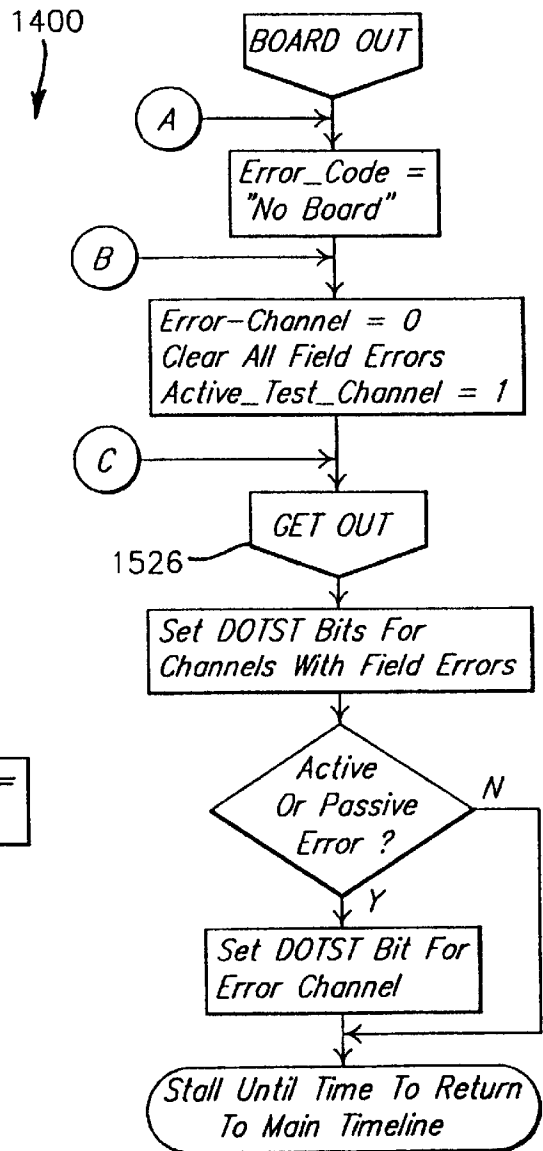 1400
BOARD OUT
A
Error_Code =
"No Board"
B
Error-Channel = 0
Clear All Field Errors
Active_Test_Channel = 1
C
GET OUT
1526
Set DOTST Bits For
Channels With Field Errors
=
Active
Or Passive
Error ?
N
Y
Set DOTST Bit For
Error Channel
Stall Until Time To Return
To Main Timeline